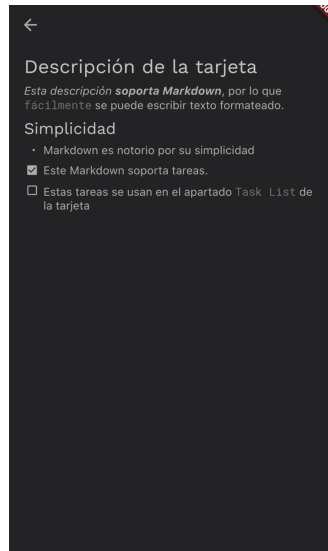 Descripción de la tarjeta
Esta descripción soporta Markdown, por lo que
fácilmente se puede escribir texto formateado.
Simplicidad
• Markdown es notorio por su simplicidad
Este Markdown soporta tareas.
Estas tareas se usan en el apartado Task List de
la tarjeta